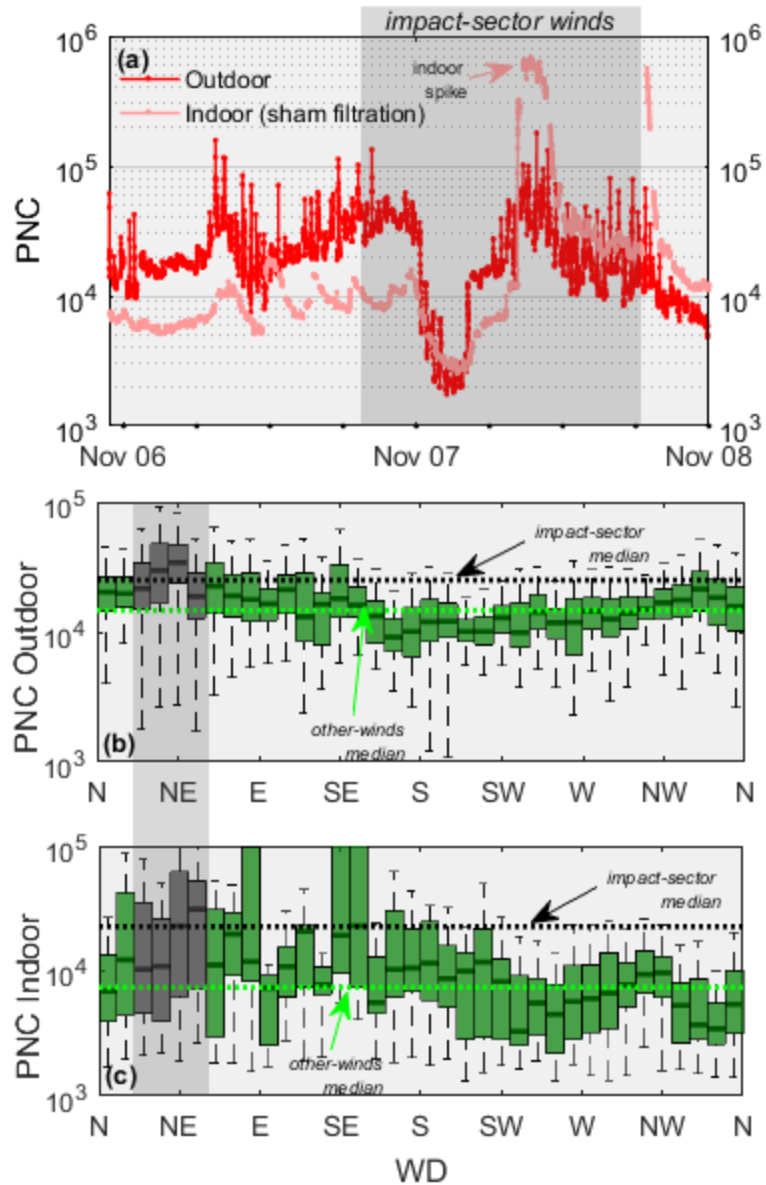 impact-sector winds
10⁶ (a) 10⁶
indoor
Outdoor
spike
Indoor (sham filtration)
10⁵ 10⁵
PNC
10⁴ 10⁴
10³ 10³
Nov 06 Nov 07 Nov 08
10⁵
impact-sector
median
PNC Outdoor
10⁴
other-winds
median
(b)
10³
N NE E SE S SW W NW N
10⁵
impact-sector
median
PNC Indoor
10⁴
other-winds
median
(c)
10³
N NE E SE S SW W NW N
WD